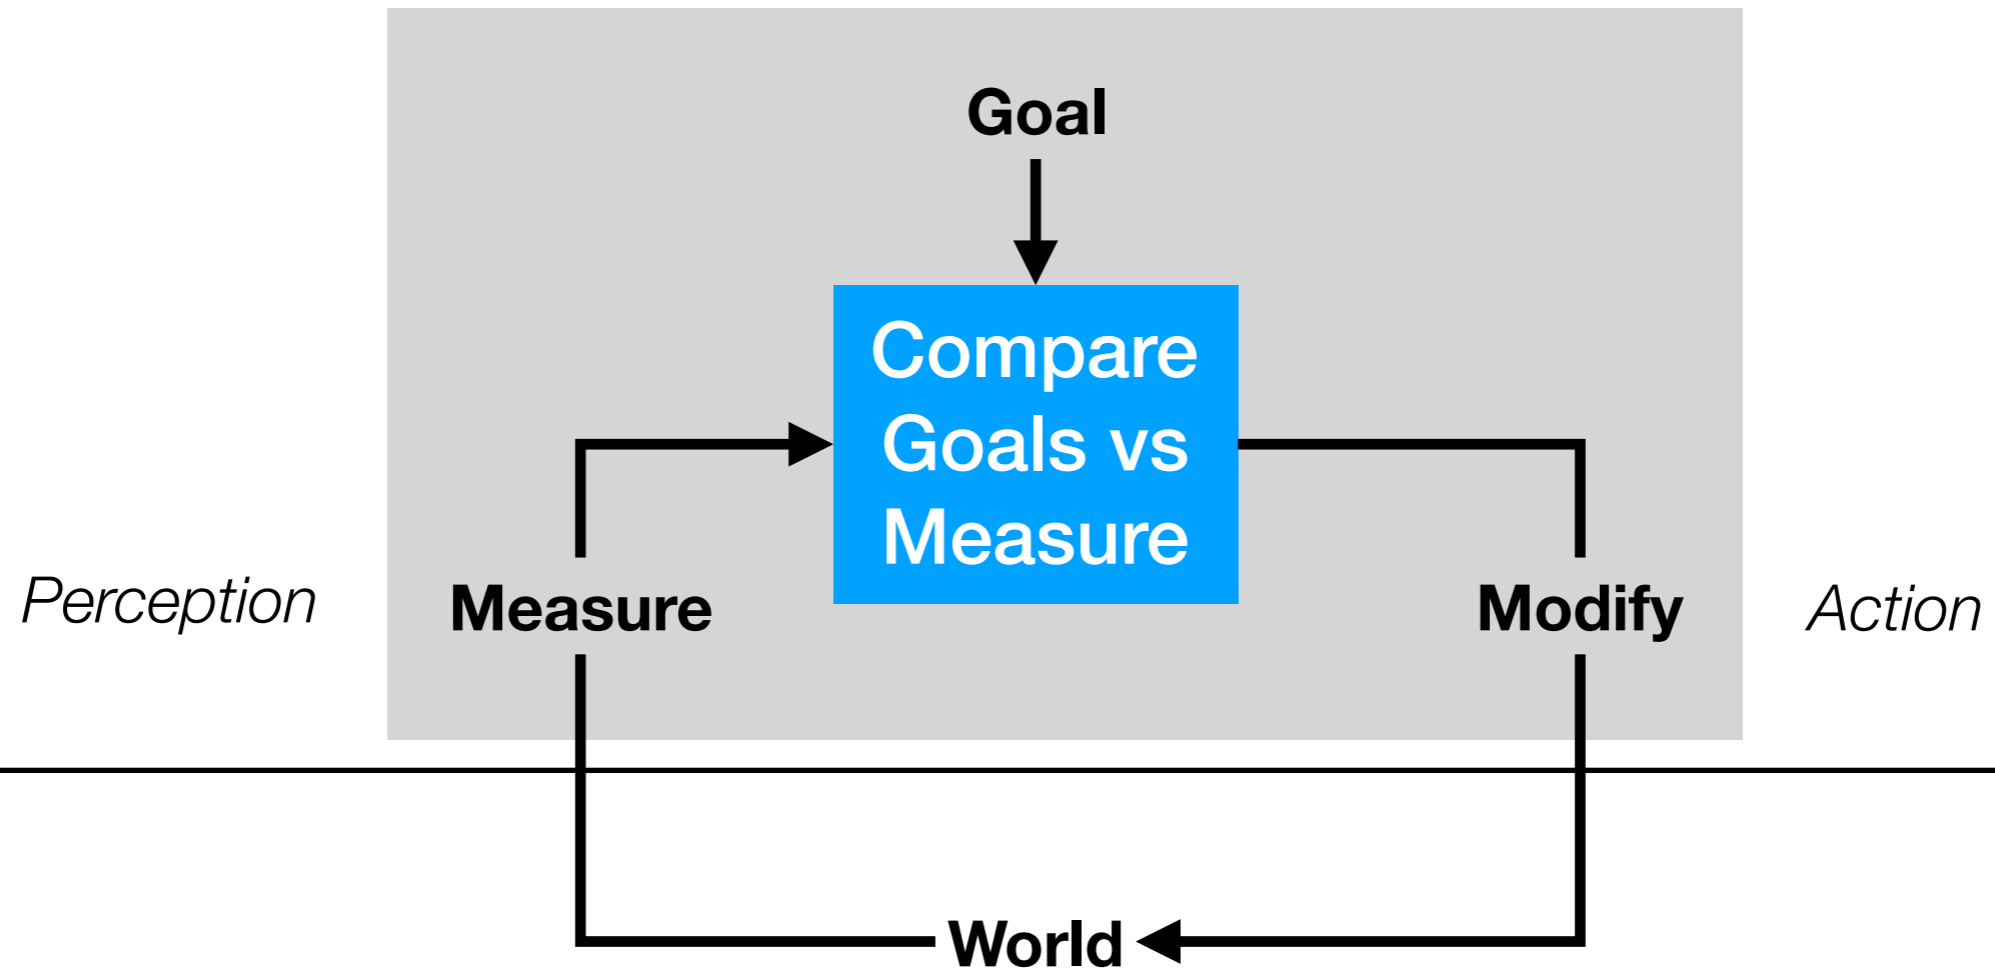 Goal
Compare
Goals vs
Measure
Perception
Measure
Modify
Action
World